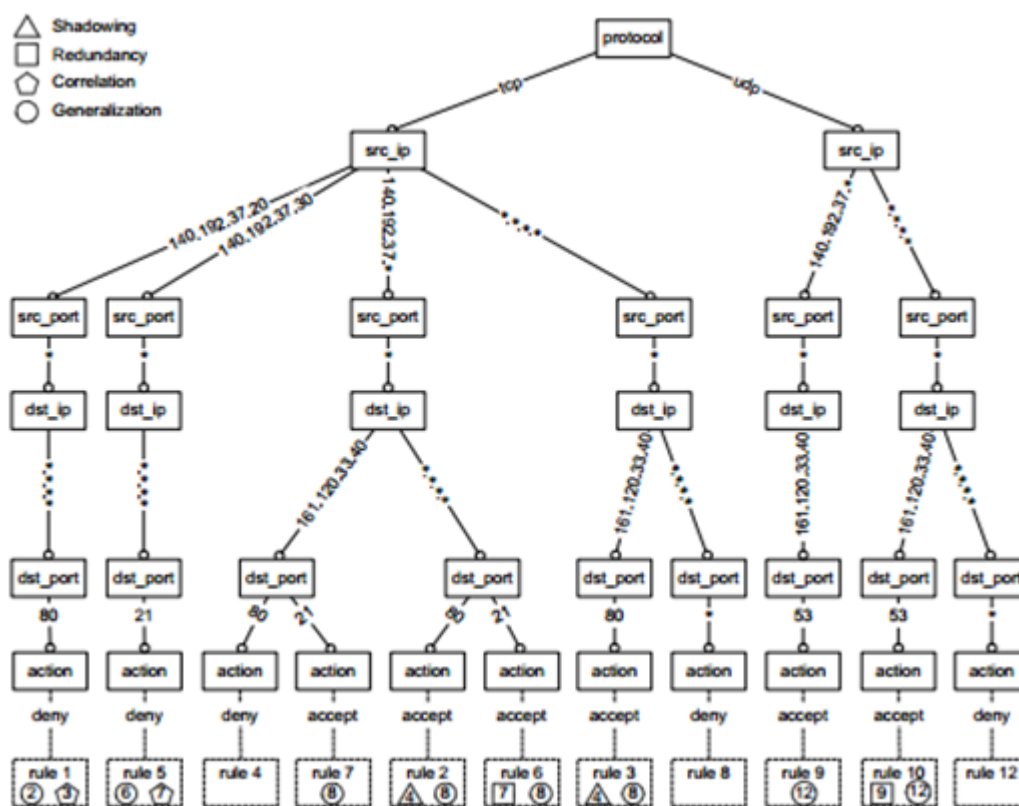 Shadowing
Redundancy
Correlation
Generalization
protocol
tcp
udp
src_ip
src_ip
140.192.37.20
140.192.37.30
140.192.37.*
*.*.*.*
140.192.37.*
*.*.*.*
src_port
src_port
src_port
src_port
src_port
src_port
*
*
*
*
*
*
dst_ip
dst_ip
dst_ip
dst_ip
dst_ip
dst_ip
*.*.*.*
*.*.*.*
161.120.33.40
*.*.*.*
161.120.33.40
*.*.*.*
161.120.33.40
161.120.33.40
*.*.*.*
dst_port
dst_port
dst_port
dst_port
dst_port
dst_port
dst_port
dst_port
dst_port
80
21
80
21
80
21
80
*
53
53
*
action
action
action
action
action
action
action
action
action
action
action
deny
deny
deny
accept
accept
accept
accept
deny
accept
accept
deny
rule 1
rule 5
rule 4
rule 7
rule 2
rule 6
rule 3
rule 8
rule 9
rule 10
rule 12
2 3
6 7
8
4 8
7 8
4 8
12
9 12